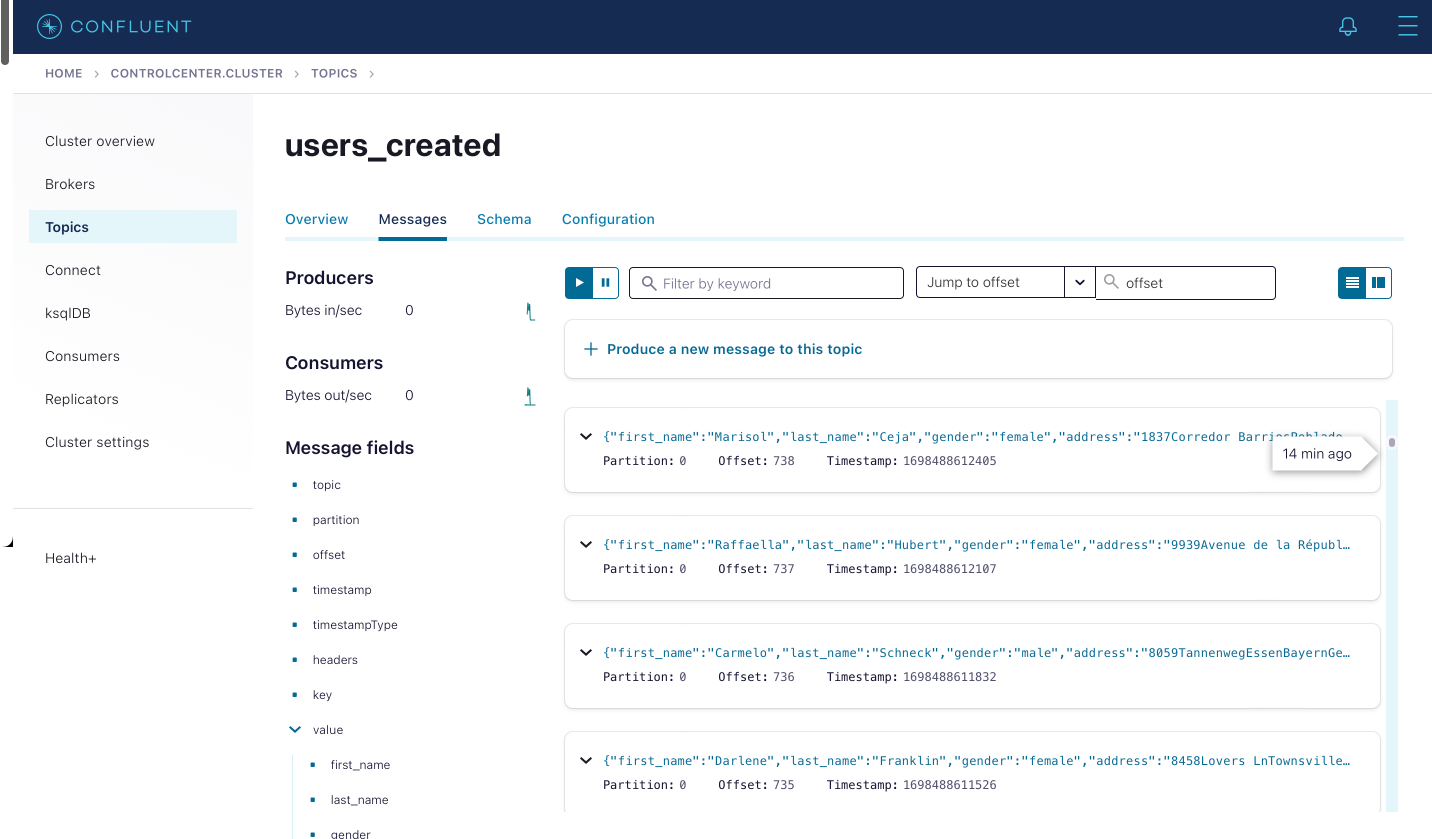 CONFLUENT
HOME > CONTROLCENTER.CLUSTER > TOPICS >
Cluster overview
Brokers
Topics
Connect
ksqlDB
Consumers
Replicators
Cluster settings
Health+
users_created
Overview Messages Schema Configuration
Producers
Bytes in/sec 0
Consumers
Bytes out/sec 0
Message fields
topic
partition
offset
timestamp
timestampType
headers
key
value
first_name
last_name
gender
Filter by keyword
Jump to offset
offset
+ Produce a new message to this topic
{"first_name":"Marisol","last_name":"Ceja","gender":"female","address":"1837Corredor BarriosPoblado
Partition: 0 Offset: 738 Timestamp: 1698488612405
14 min ago
{"first_name":"Raffaella","last_name":"Hubert","gender":"female","address":"9939Avenue de la Républ…
Partition: 0 Offset: 737 Timestamp: 1698488612107
{"first_name":"Carmelo","last_name":"Schneck","gender":"male","address":"8059TannenwegEssenBayernGe…
Partition: 0 Offset: 736 Timestamp: 1698488611832
{"first_name":"Darlene","last_name":"Franklin","gender":"female","address":"8458Lovers LnTownsville…
Partition: 0 Offset: 735 Timestamp: 1698488611526